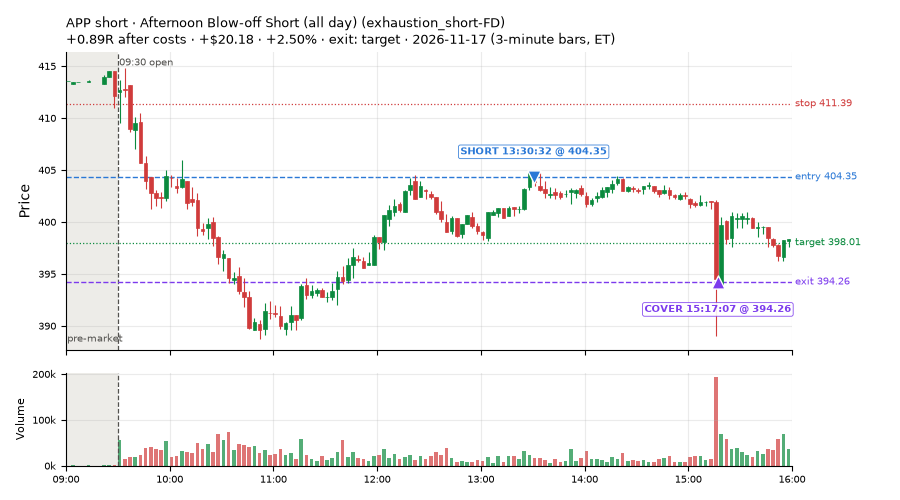 APP short · Afternoon Blow-off Short (all day) (exhaustion_short-FD)
+0.89R after costs · +$20.18 · +2.50% · exit: target · 2026-11-17 (3-minute bars, ET)
09:30 open
415
410
405
400
395
390
Price
stop 411.39
SHORT 13:30:32 @ 404.35
entry 404.35
target 398.01
exit 394.26
COVER 15:17:07 @ 394.26
pre-market
200k
100k
0k
Volume
09:00
10:00
11:00
12:00
13:00
14:00
15:00
16:00